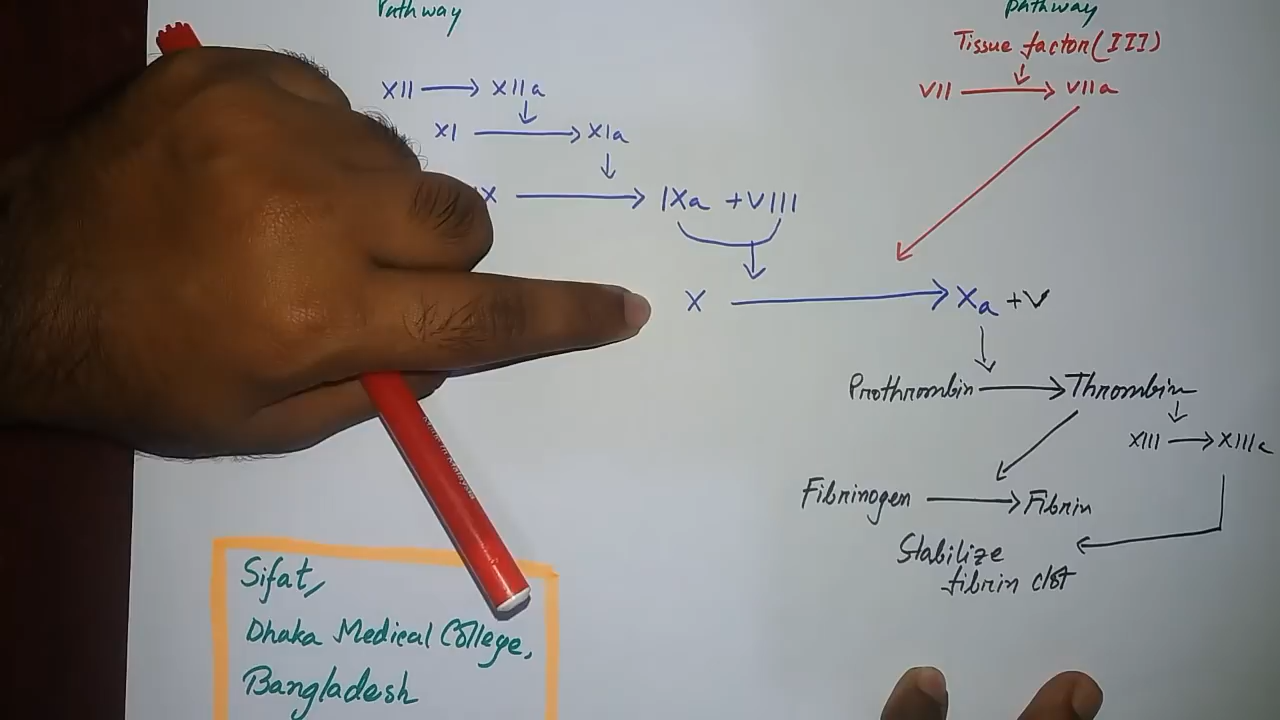 Pathway
pathway
Tissue factor (III)
XII → XIIa
VII → VIIa
XI → XIa
X → IXa + VIII
X → Xa + V
Prothrombin → Thrombin
XIII → XIIIa
Fibrinogen → Fibrin
Stabilize
fibrin clot
Sifat,
Dhaka Medical College,
Bangladesh